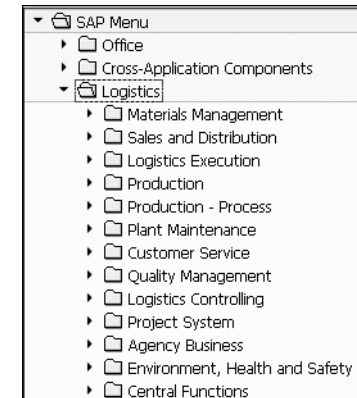 SAP Menu
Office
Cross-Application Components
Logistics
Materials Management
Sales and Distribution
Logistics Execution
Production
Production - Process
Plant Maintenance
Customer Service
Quality Management
Logistics Controlling
Project System
Agency Business
Environment, Health and Safety
Central Functions